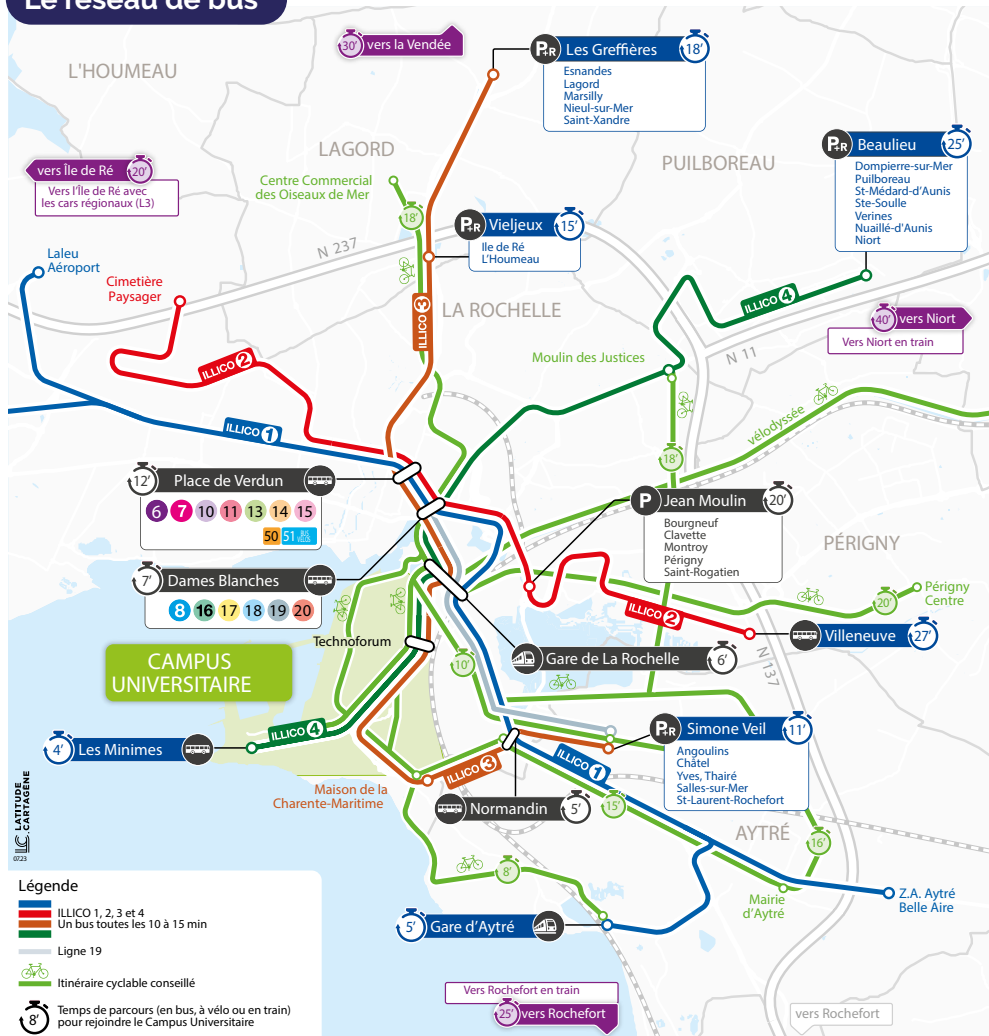 Le réseau de bus
30' vers la Vendée
P+R Les Greffières 18'
Esnandes
Lagord
Marsilly
Nieul-sur-Mer
Saint-Xandre
L'HOUMEAU
LAGORD
PUILBOREAU
P+R Beaulieu 25'
Dompierre-sur-Mer
Puilboreau
St-Médard-d'Aunis
Ste-Soulle
Verines
Nuaillé-d'Aunis
Niort
vers Île de Ré 20'
Vers l'Île de Ré avec
les cars régionaux (L3)
Centre Commercial
des Oiseaux de Mer
18'
P+R Vieljeux 15'
Ile de Ré
L'Houmeau
N 237
Laleu
Aéroport
Cimetière
Paysager
ILLICO 3
LA ROCHELLE
ILLICO 4
40' vers Niort
Vers Niort en train
N 11
Moulin des Justices
ILLICO 2
ILLICO 1
vélodyssée
18'
12' Place de Verdun
6 7 10 11 13 14 15
50 51
P Jean Moulin 20'
Bourgneuf
Clavette
Montroy
Périgny
Saint-Rogatien
PÉRIGNY
7' Dames Blanches
8 16 17 18 19 20
Périgny
Centre
20'
ILLICO 2
Villeneuve 27'
Technoforum
CAMPUS
UNIVERSITAIRE
10'
Gare de La Rochelle 6'
N 137
ILLICO 4
4' Les Minimes
P+R Simone Veil 11'
Angoulins
Châtel
Yves, Thairé
Salles-sur-Mer
St-Laurent-Rochefort
ILLICO 1
ILLICO 3
Maison de la
Charente-Maritime
Normandin 5'
15'
AYTRÉ
16'
8'
Mairie
d'Aytré
Z.A. Aytré
Belle Aire
5' Gare d'Aytré
LC LATITUDE
CARTAGENE
0723
Légende
ILLICO 1, 2, 3 et 4
Un bus toutes les 10 à 15 min
Ligne 19
Itinéraire cyclable conseillé
8' Temps de parcours (en bus, à vélo ou en train)
pour rejoindre le Campus Universitaire
Vers Rochefort en train
25' vers Rochefort
vers Rochefort